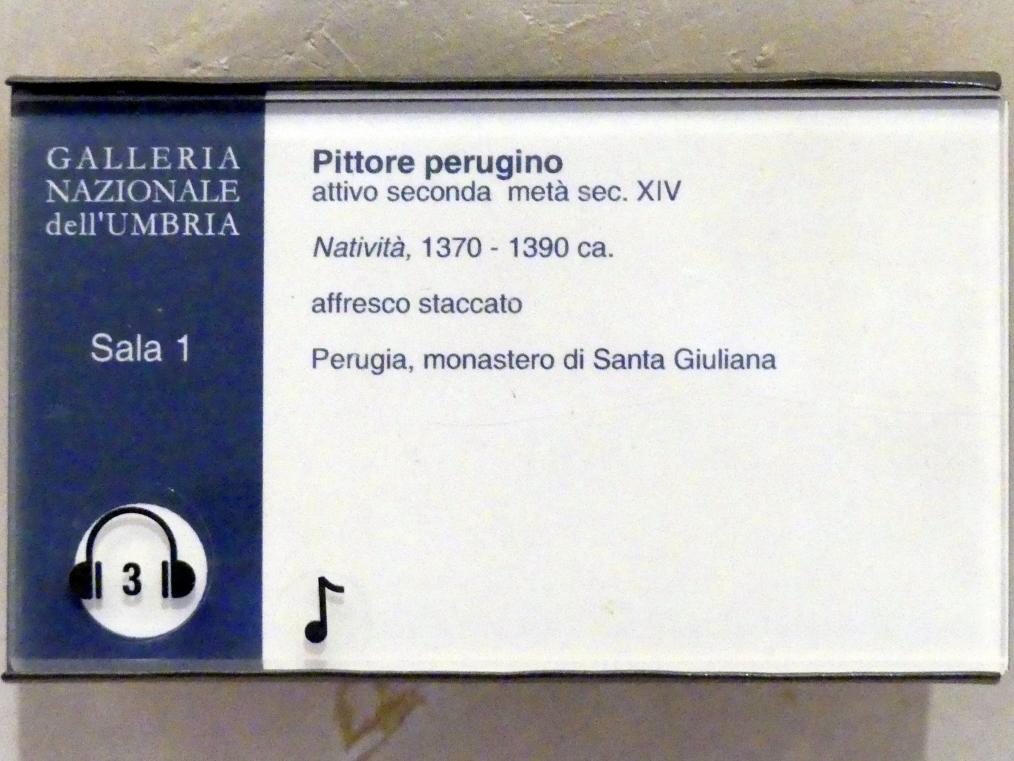 GALLERIA
NAZIONALE
dell'UMBRIA
Sala 1
3
Pittore perugino
attivo seconda metà sec. XIV
Natività, 1370 - 1390 ca.
affresco staccato
Perugia, monastero di Santa Giuliana